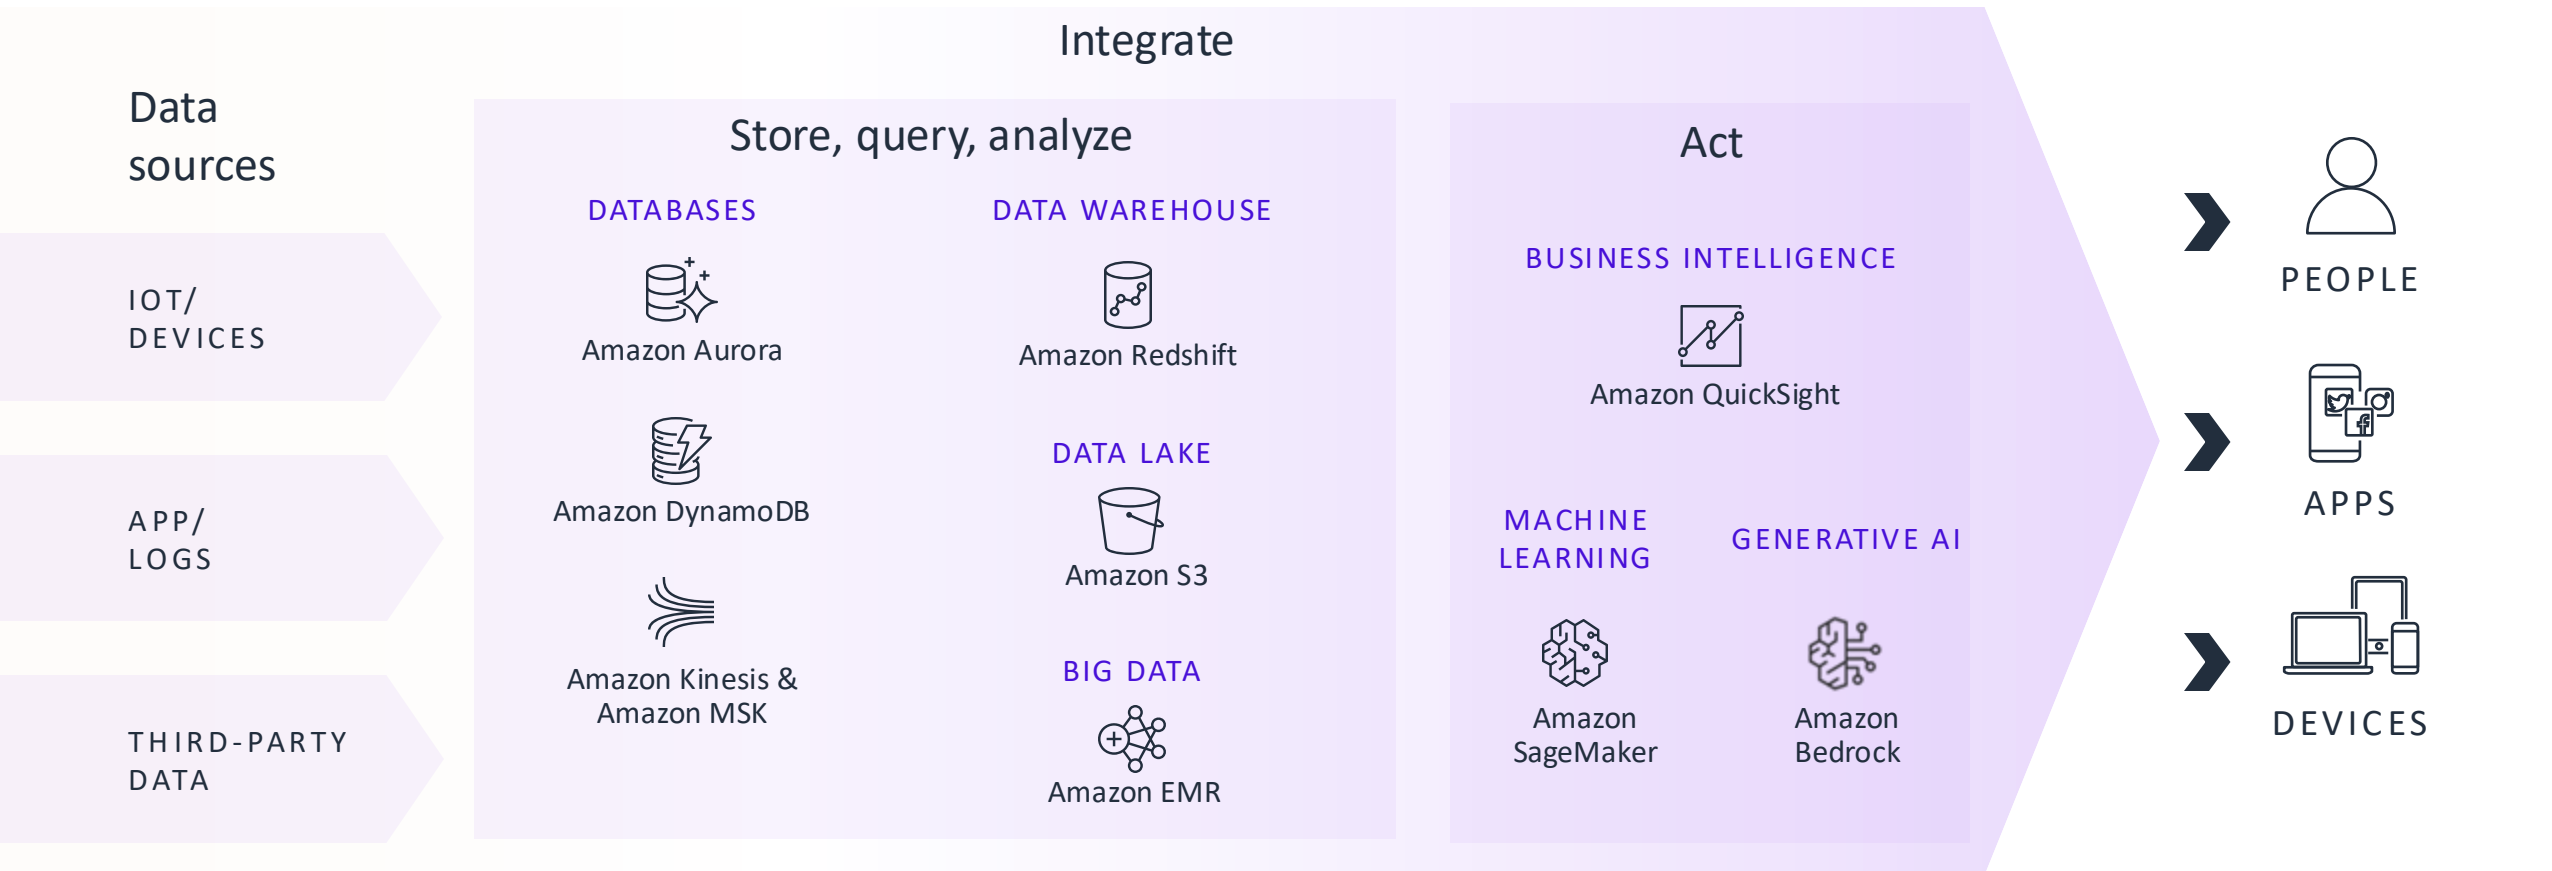 Integrate
Data
sources
IOT/
DEVICES
APP/
LOGS
THIRD-PARTY
DATA
Store, query, analyze
DATABASES
Amazon Aurora
Amazon DynamoDB
Amazon Kinesis &
Amazon MSK
DATA WAREHOUSE
Amazon Redshift
DATA LAKE
Amazon S3
BIG DATA
Amazon EMR
Act
BUSINESS INTELLIGENCE
Amazon QuickSight
MACHINE
LEARNING
Amazon
SageMaker
GENERATIVE AI
Amazon
Bedrock
PEOPLE
APPS
DEVICES